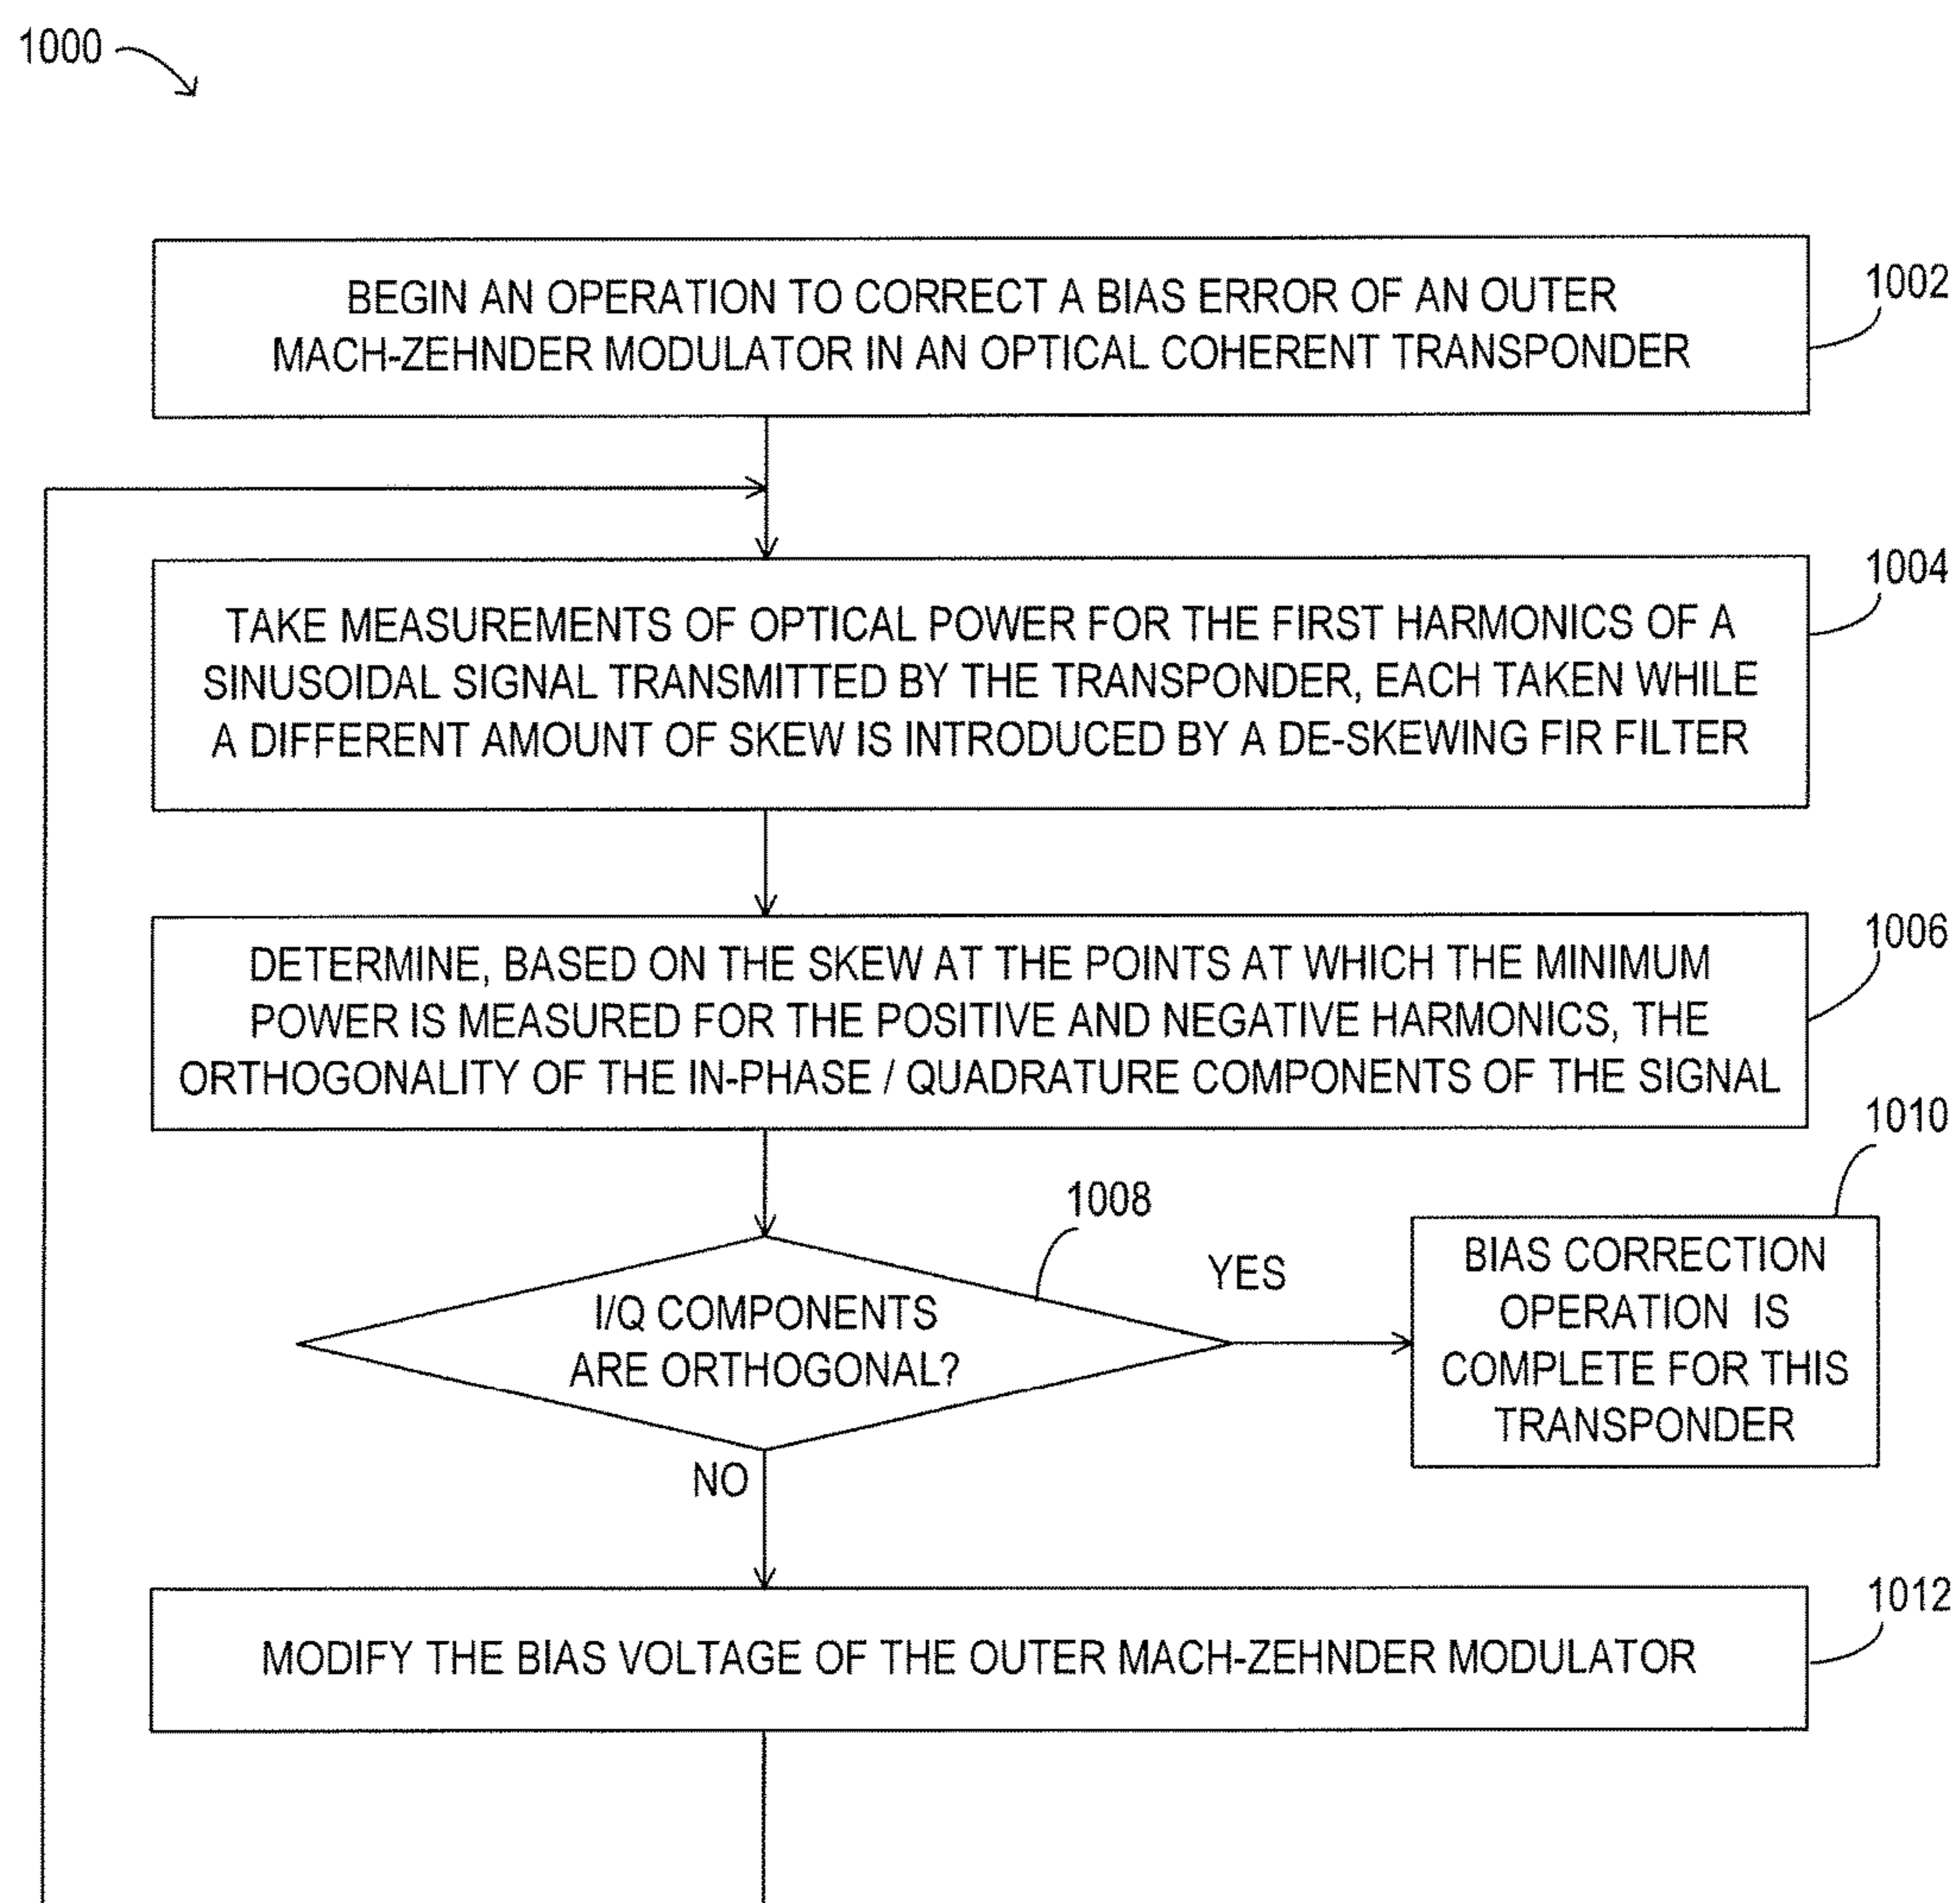 1000
BEGIN AN OPERATION TO CORRECT A BIAS ERROR OF AN OUTER
MACH-ZEHNDER MODULATOR IN AN OPTICAL COHERENT TRANSPONDER
1002
TAKE MEASUREMENTS OF OPTICAL POWER FOR THE FIRST HARMONICS OF A
SINUSOIDAL SIGNAL TRANSMITTED BY THE TRANSPONDER, EACH TAKEN WHILE
A DIFFERENT AMOUNT OF SKEW IS INTRODUCED BY A DE-SKEWING FIR FILTER
1004
DETERMINE, BASED ON THE SKEW AT THE POINTS AT WHICH THE MINIMUM
POWER IS MEASURED FOR THE POSITIVE AND NEGATIVE HARMONICS, THE
ORTHOGONALITY OF THE IN-PHASE / QUADRATURE COMPONENTS OF THE SIGNAL
1006
I/Q COMPONENTS
ARE ORTHOGONAL?
1008
YES
BIAS CORRECTION
OPERATION IS
COMPLETE FOR THIS
TRANSPONDER
1010
NO
MODIFY THE BIAS VOLTAGE OF THE OUTER MACH-ZEHNDER MODULATOR
1012